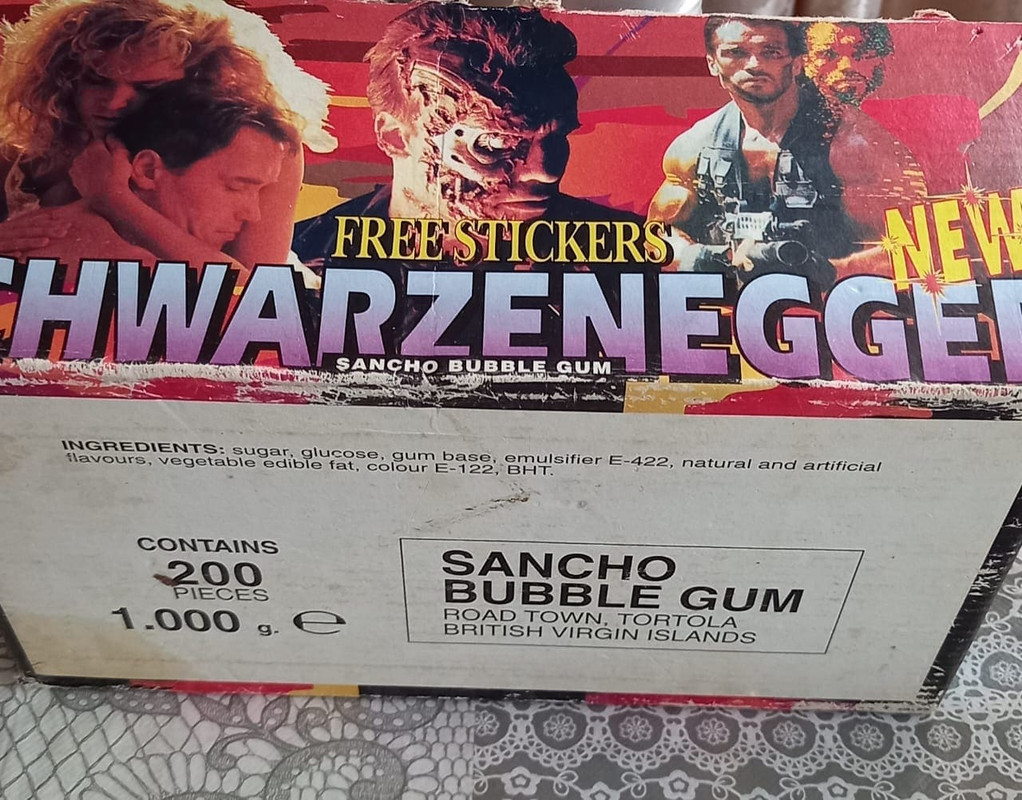 FREE STICKERS
NEW
CHWARZENEGGER
SANCHO BUBBLE GUM
INGREDIENTS: sugar, glucose, gum base, emulsifier E-422, natural and artificial
flavours, vegetable edible fat, colour E-122, BHT.
CONTAINS
200
PIECES
1.000 g. ℮
SANCHO
BUBBLE GUM
ROAD TOWN, TORTOLA
BRITISH VIRGIN ISLANDS